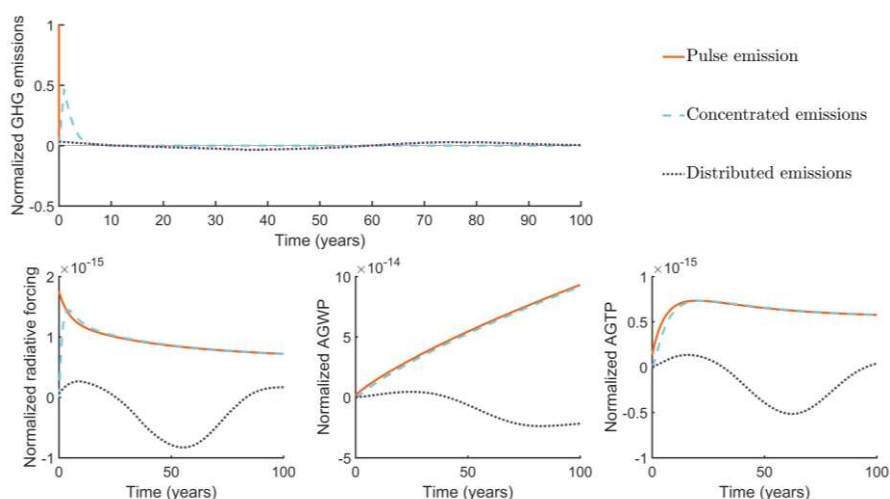 Normalized GHG emissions
1
0.5
0
-0.5
0 10 20 30 40 50 60 70 80 90 100
Time (years)
Pulse emission
Concentrated emissions
Distributed emissions
×10⁻¹⁵
Normalized radiative forcing
2
1
0
-1
0 50 100
Time (years)
×10⁻¹⁴
Normalized AGWP
10
5
0
-5
0 50 100
Time (years)
×10⁻¹⁵
Normalized AGTP
1
0.5
0
-0.5
-1
0 50 100
Time (years)